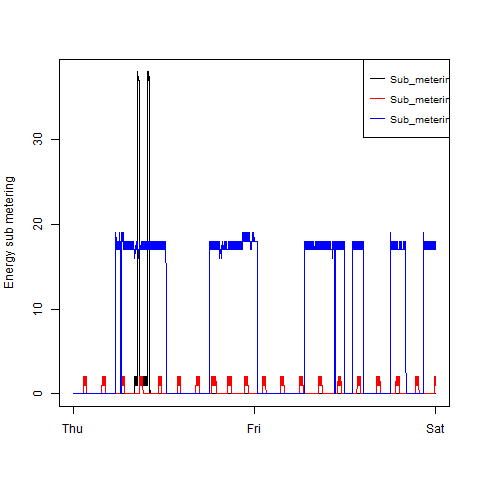 Sub_meterin
Sub_meterin
Sub_meterin
Energy sub metering
30
20
10
0
Thu Fri Sat